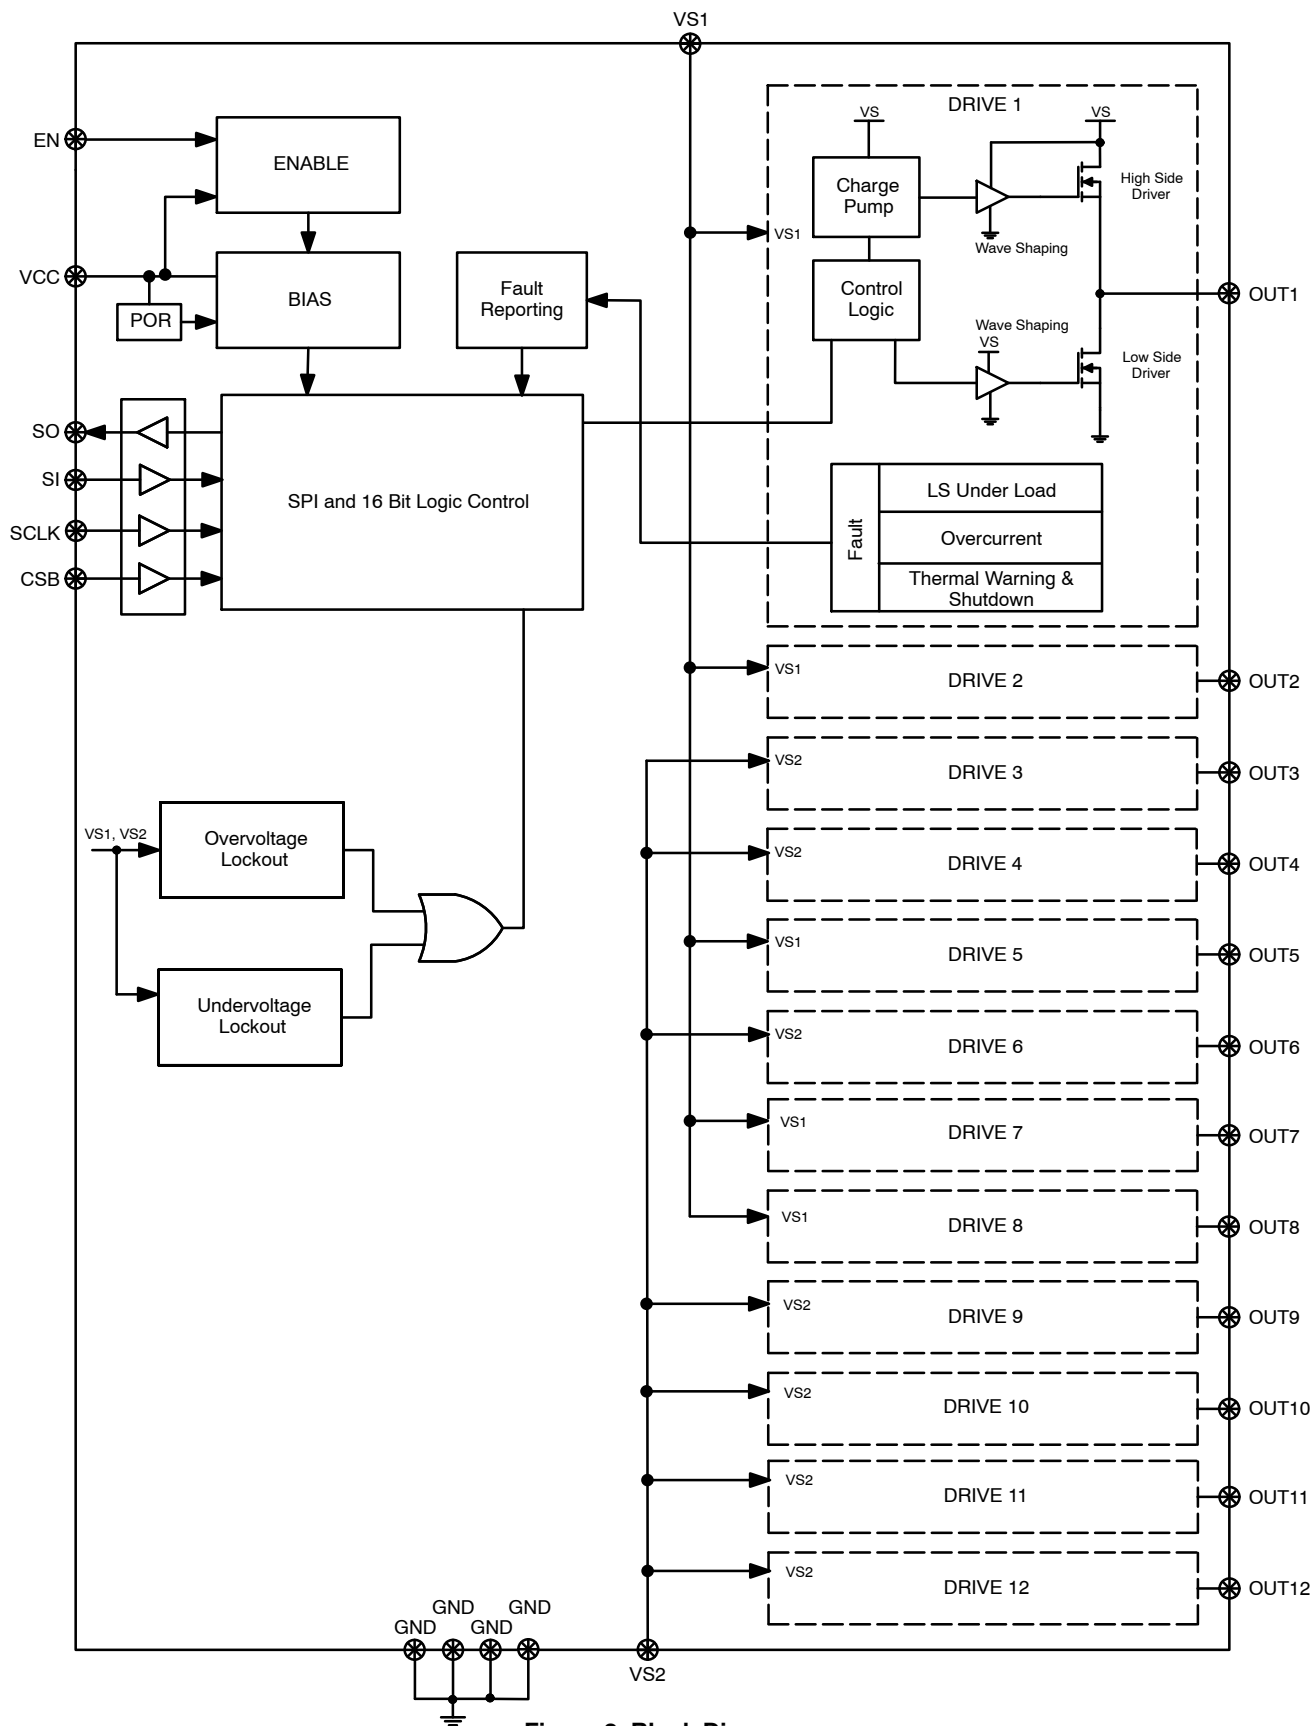 VS1
DRIVE 1
VS
VS
EN
ENABLE
Charge
Pump
High Side
Driver
VS1
Wave Shaping
VCC
BIAS
Fault
Reporting
Control
Logic
OUT1
POR
Wave Shaping
VS
Low Side
Driver
SO
SI
SCLK
CSB
SPI and 16 Bit Logic Control
Fault
LS Under Load
Overcurrent
Thermal Warning &
Shutdown
VS1
DRIVE 2
OUT2
VS2
DRIVE 3
OUT3
VS1, VS2
Overvoltage
Lockout
VS2
DRIVE 4
OUT4
VS1
DRIVE 5
OUT5
Undervoltage
Lockout
VS2
DRIVE 6
OUT6
VS1
DRIVE 7
OUT7
VS1
DRIVE 8
OUT8
VS2
DRIVE 9
OUT9
VS2
DRIVE 10
OUT10
VS2
DRIVE 11
OUT11
VS2
DRIVE 12
OUT12
GND
GND
GND
GND
VS2